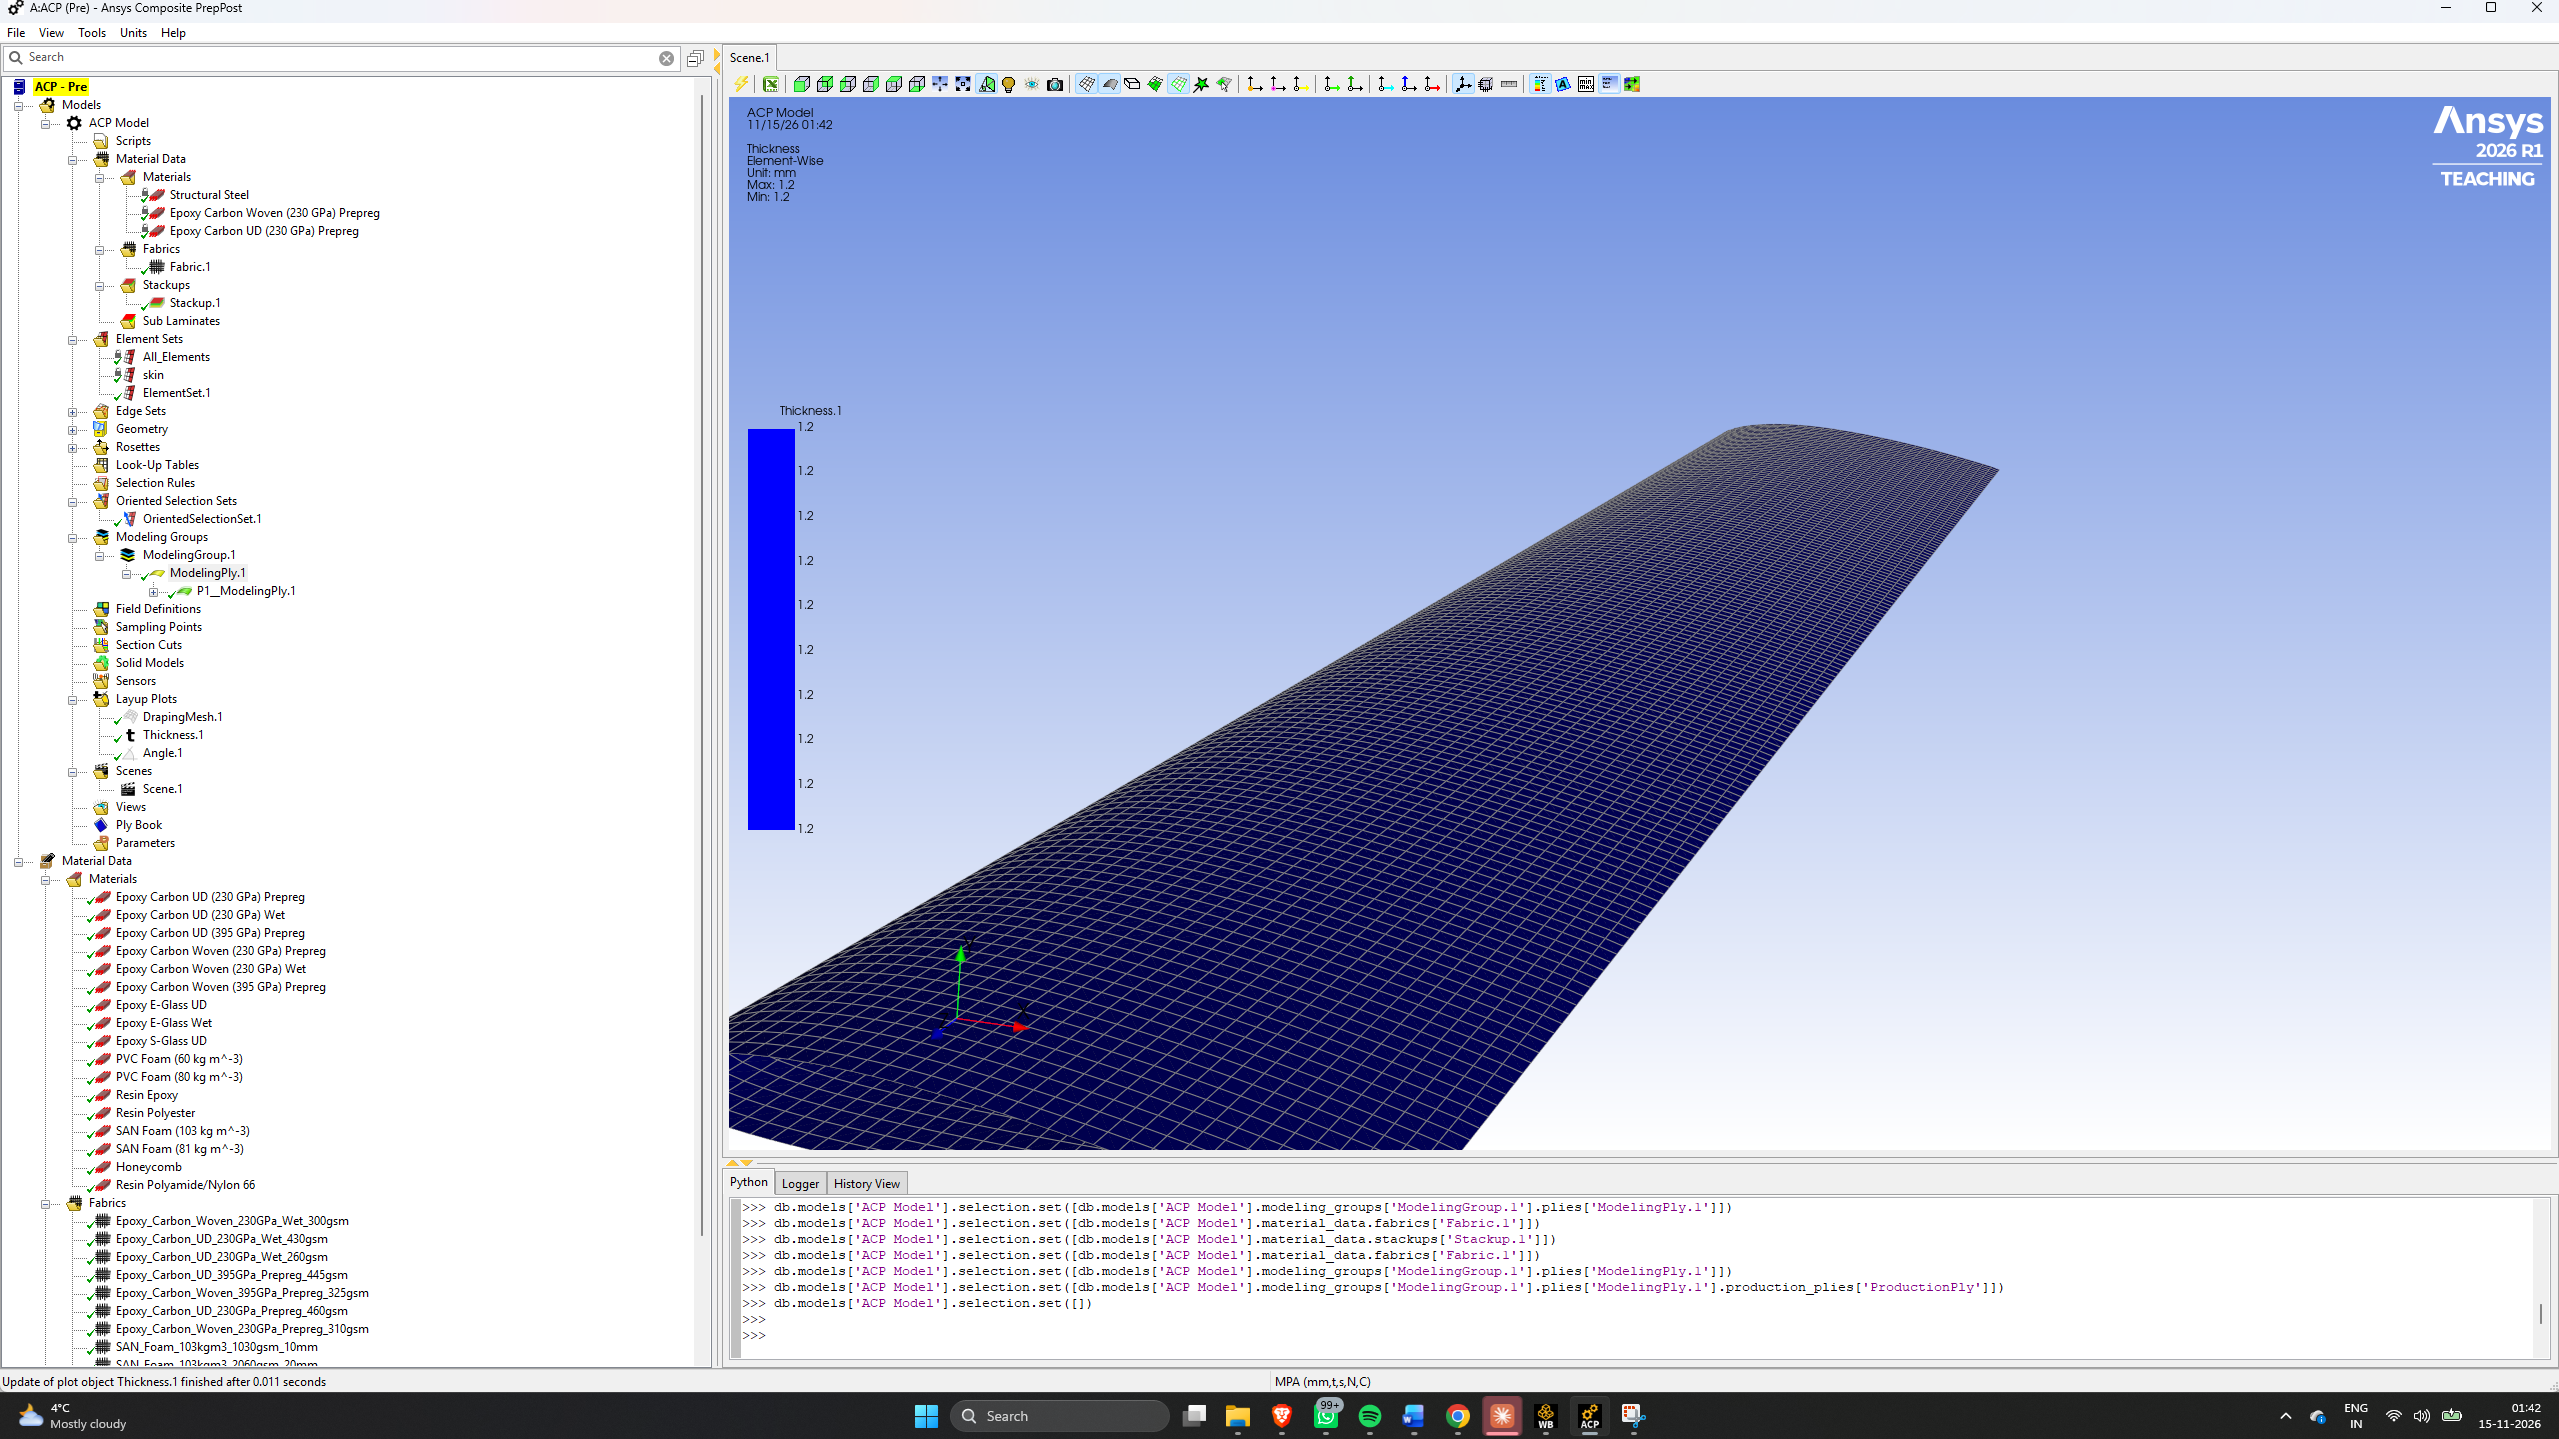 A:ACP (Pre) - Ansys Composite PrepPost
File View Tools Units Help
Search
ACP - Pre
Models
ACP Model
Scripts
Material Data
Materials
Structural Steel
Epoxy Carbon Woven (230 GPa) Prepreg
Epoxy Carbon UD (230 GPa) Prepreg
Fabrics
Fabric.1
Stackups
Stackup.1
Sub Laminates
Element Sets
All_Elements
skin
ElementSet.1
Edge Sets
Geometry
Rosettes
Look-Up Tables
Selection Rules
Oriented Selection Sets
OrientedSelectionSet.1
Modeling Groups
ModelingGroup.1
ModelingPly.1
P1__ModelingPly.1
Field Definitions
Sampling Points
Section Cuts
Solid Models
Sensors
Layup Plots
DrapingMesh.1
Thickness.1
Angle.1
Scenes
Scene.1
Views
Ply Book
Parameters
Material Data
Materials
Epoxy Carbon UD (230 GPa) Prepreg
Epoxy Carbon UD (230 GPa) Wet
Epoxy Carbon UD (395 GPa) Prepreg
Epoxy Carbon Woven (230 GPa) Prepreg
Epoxy Carbon Woven (230 GPa) Wet
Epoxy Carbon Woven (395 GPa) Prepreg
Epoxy E-Glass UD
Epoxy E-Glass Wet
Epoxy S-Glass UD
PVC Foam (60 kg m^-3)
PVC Foam (80 kg m^-3)
Resin Epoxy
Resin Polyester
SAN Foam (103 kg m^-3)
SAN Foam (81 kg m^-3)
Honeycomb
Resin Polyamide/Nylon 66
Fabrics
Epoxy_Carbon_Woven_230GPa_Wet_300gsm
Epoxy_Carbon_UD_230GPa_Wet_430gsm
Epoxy_Carbon_UD_230GPa_Wet_260gsm
Epoxy_Carbon_UD_395GPa_Prepreg_445gsm
Epoxy_Carbon_Woven_395GPa_Prepreg_325gsm
Epoxy_Carbon_UD_230GPa_Prepreg_460gsm
Epoxy_Carbon_Woven_230GPa_Prepreg_310gsm
SAN_Foam_103kgm3_1030gsm_10mm
SAN_Foam_103kgm3_2060gsm_20mm
Scene.1
ACP Model
11/15/26 01:42
Thickness
Element-Wise
Unit: mm
Max: 1.2
Min: 1.2
Ansys
2026 R1
TEACHING
Thickness.1
1.2
1.2
1.2
1.2
1.2
1.2
1.2
1.2
1.2
1.2
Python Logger History View
>>> db.models['ACP Model'].selection.set([db.models['ACP Model'].modeling_groups['ModelingGroup.1'].plies['ModelingPly.1']])
>>> db.models['ACP Model'].selection.set([db.models['ACP Model'].material_data.fabrics['Fabric.1']])
>>> db.models['ACP Model'].selection.set([db.models['ACP Model'].material_data.stackups['Stackup.1']])
>>> db.models['ACP Model'].selection.set([db.models['ACP Model'].material_data.fabrics['Fabric.1']])
>>> db.models['ACP Model'].selection.set([db.models['ACP Model'].modeling_groups['ModelingGroup.1'].plies['ModelingPly.1']])
>>> db.models['ACP Model'].selection.set([db.models['ACP Model'].modeling_groups['ModelingGroup.1'].plies['ModelingPly.1'].production_plies['ProductionPly']])
>>> db.models['ACP Model'].selection.set([])
>>>
>>>
Update of plot object Thickness.1 finished after 0.011 seconds
MPA (mm,t,s,N,C)
4°C
Mostly cloudy
Search
99+
WB
ACP
ENG
IN
01:42
15-11-2026